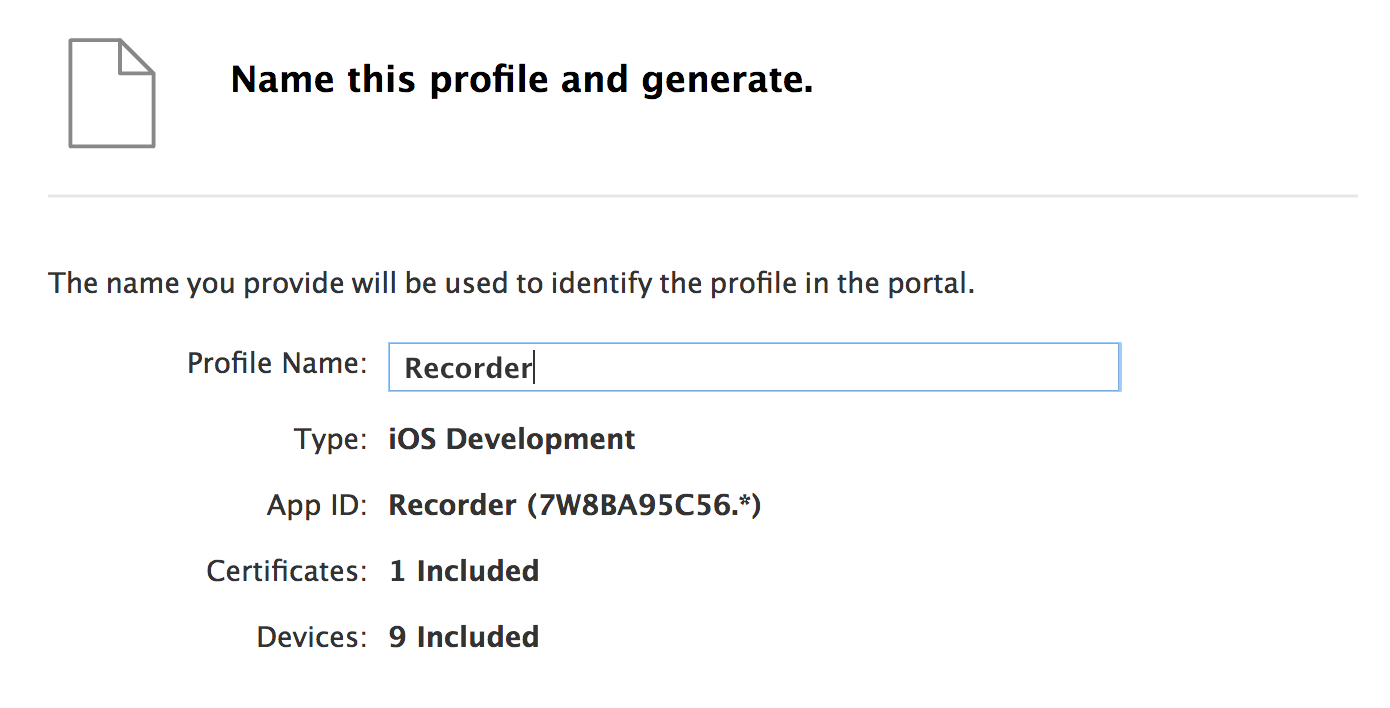 Name this profile and generate.
The name you provide will be used to identify the profile in the portal.
Profile Name: Recorder
Type: iOS Development
App ID: Recorder (7W8BA95C56.*)
Certificates: 1 Included
Devices: 9 Included